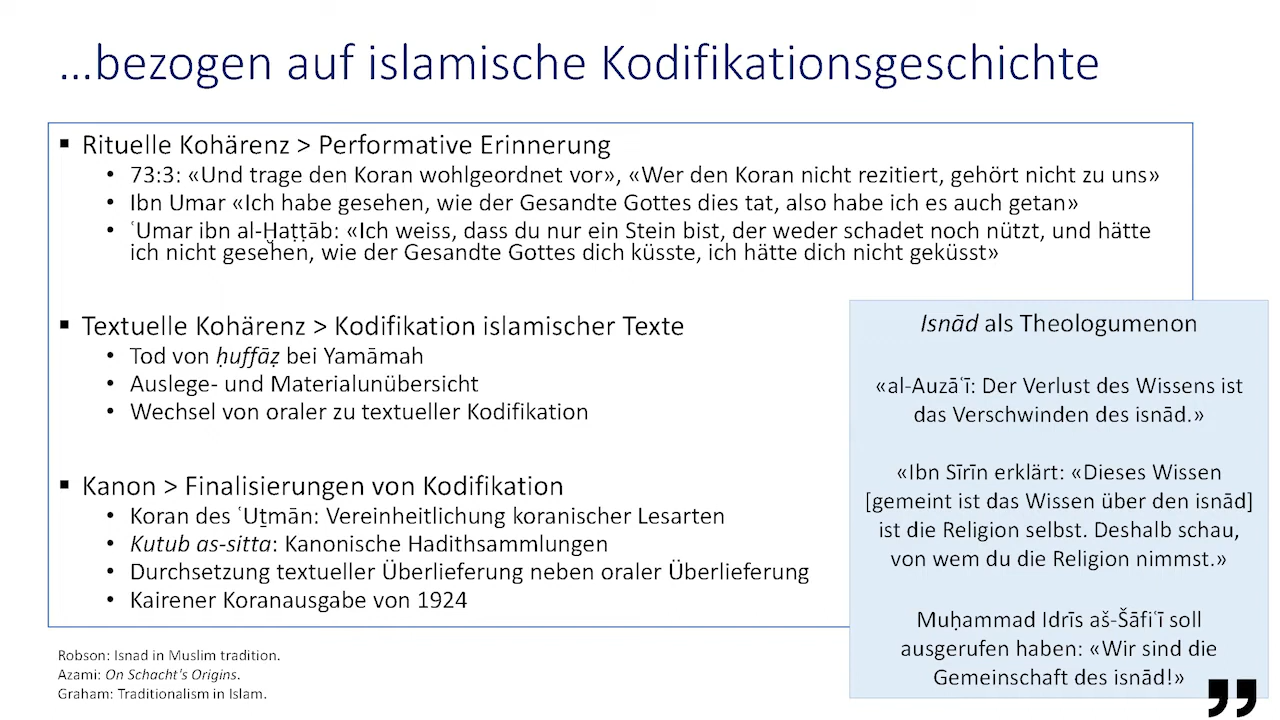 …bezogen auf islamische Kodifikationsgeschichte
▪ Rituelle Kohärenz > Performative Erinnerung
• 73:3: «Und trage den Koran wohlgeordnet vor», «Wer den Koran nicht rezitiert, gehört nicht zu uns»
• Ibn Umar «Ich habe gesehen, wie der Gesandte Gottes dies tat, also habe ich es auch getan»
• ʿUmar ibn al-Ḫaṭṭāb: «Ich weiss, dass du nur ein Stein bist, der weder schadet noch nützt, und hätte
ich nicht gesehen, wie der Gesandte Gottes dich küsste, ich hätte dich nicht geküsst»
▪ Textuelle Kohärenz > Kodifikation islamischer Texte
• Tod von ḥuffāẓ bei Yamāmah
• Auslege- und Materialunübersicht
• Wechsel von oraler zu textueller Kodifikation
▪ Kanon > Finalisierungen von Kodifikation
• Koran des ʿUṯmān: Vereinheitlichung koranischer Lesarten
• Kutub as-sitta: Kanonische Hadithsammlungen
• Durchsetzung textueller Überlieferung neben oraler Überlieferung
• Kairener Koranausgabe von 1924
Isnād als Theologumenon
«al-Auzāʿī: Der Verlust des Wissens ist
das Verschwinden des isnād.»
«Ibn Sīrīn erklärt: «Dieses Wissen
[gemeint ist das Wissen über den isnād]
ist die Religion selbst. Deshalb schau,
von wem du die Religion nimmst.»
Muḥammad Idrīs aš-Šāfiʿī soll
ausgerufen haben: «Wir sind die
Gemeinschaft des isnād!»
Robson: Isnad in Muslim tradition.
Azami: On Schacht's Origins.
Graham: Traditionalism in Islam.